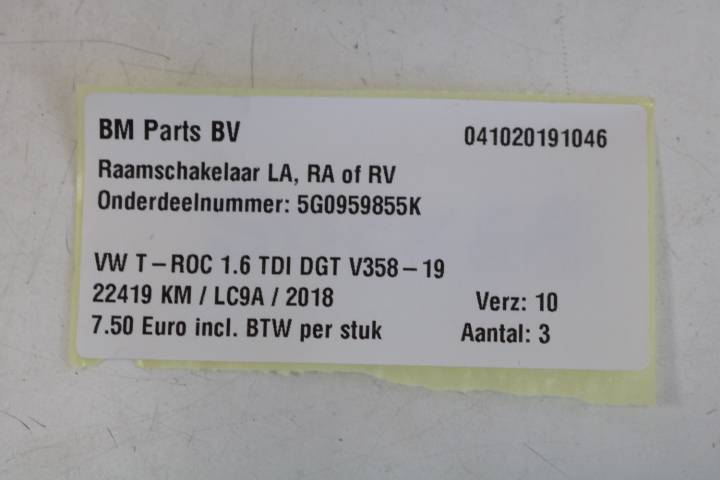 BM Parts BV 041020191046
Raamschakelaar LA, RA of RV
Onderdeelnummer: 5G0959855K
VW T-ROC 1.6 TDI DGT V358-19
22419 KM / LC9A / 2018 Verz: 10
7.50 Euro incl. BTW per stuk Aantal: 3